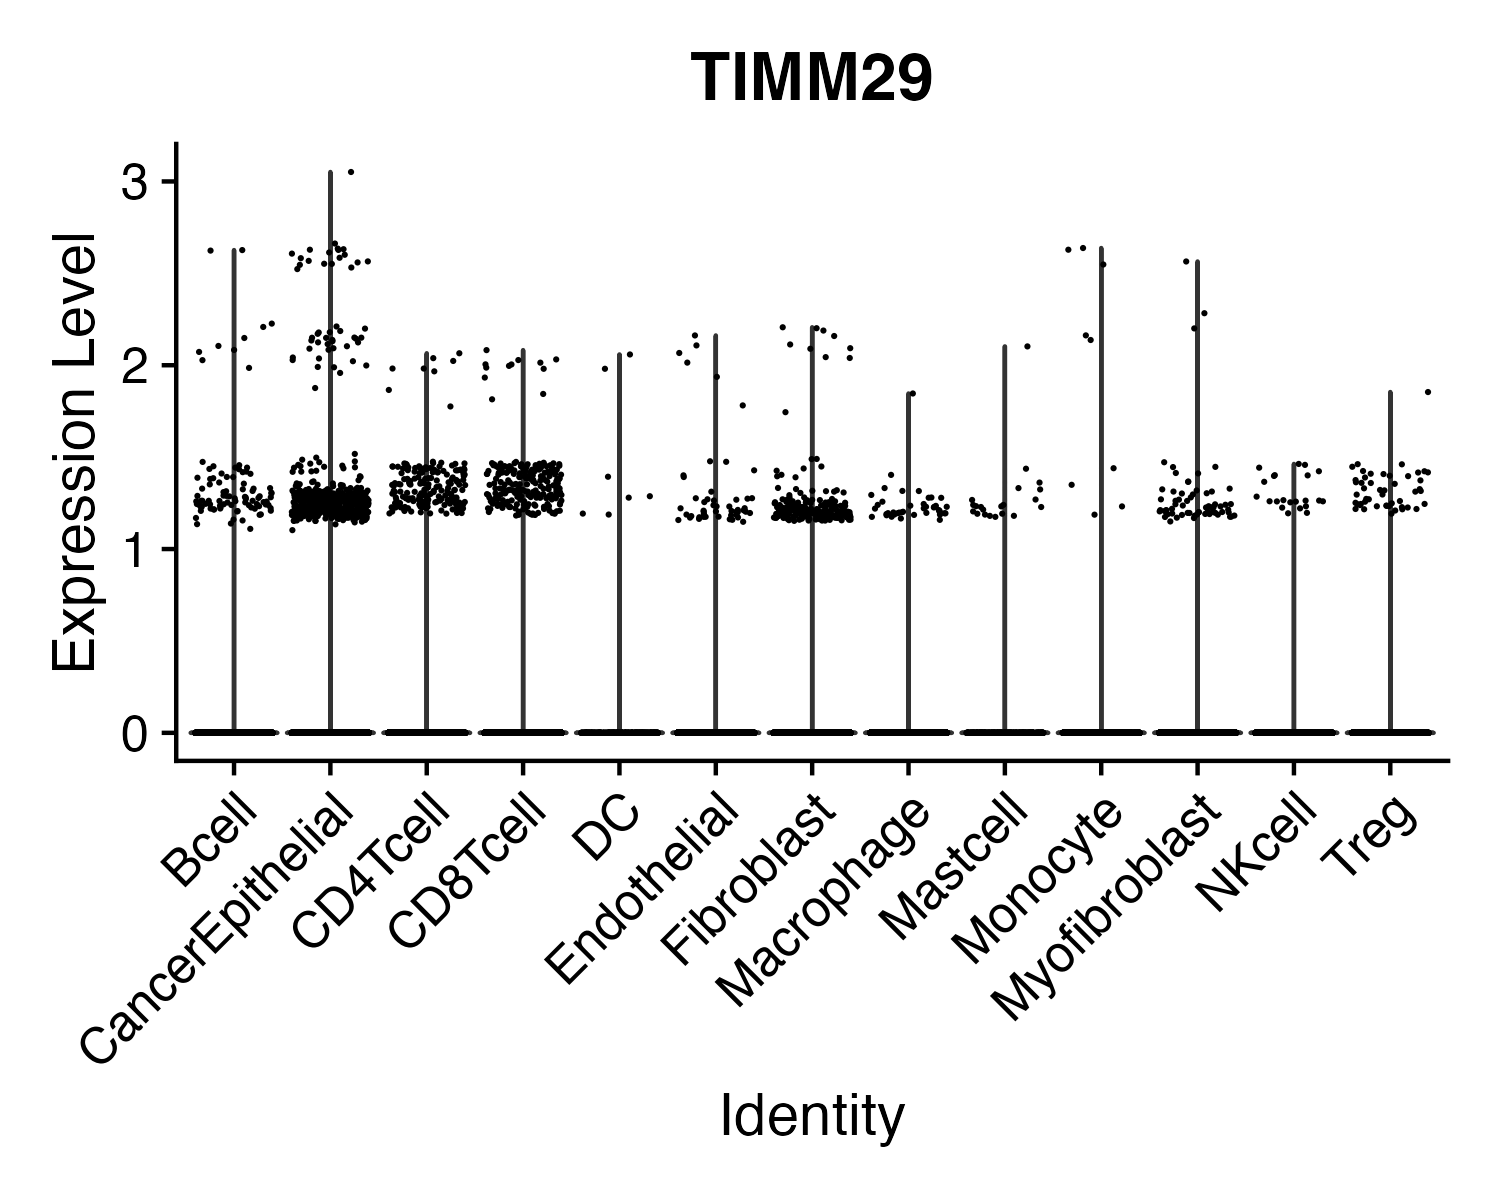 TIMM29
Expression Level
3
2
1
0
Bcell
CancerEpithelial
CD4Tcell
CD8Tcell
DC
Endothelial
Fibroblast
Macrophage
Mastcell
Monocyte
Myofibroblast
NKcell
Treg
Identity